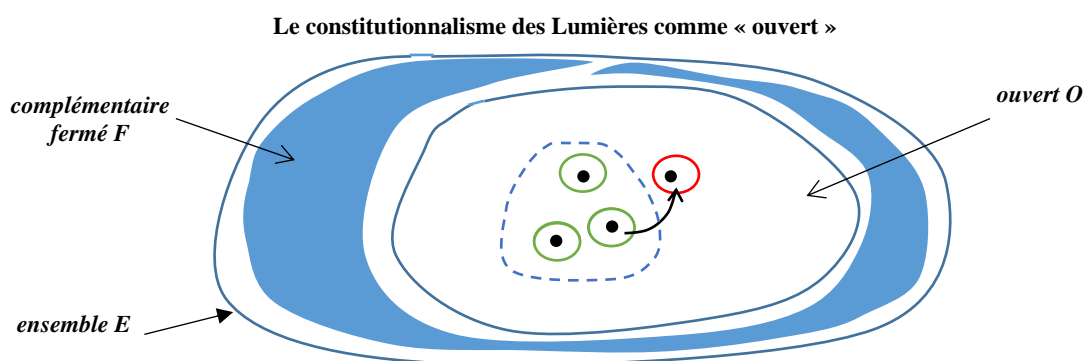 Le constitutionnalisme des Lumières comme « ouvert »
complémentaire
fermé F
ouvert O
ensemble E